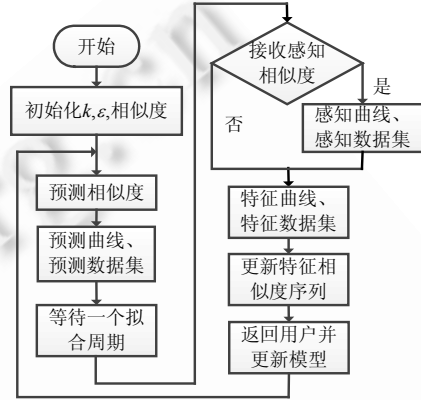 开始
初始化k,ε,相似度
预测相似度
预测曲线、
预测数据集
等待一个拟
合周期
接收感知
相似度
是
否
感知曲线、
感知数据集
特征曲线、
特征数据集
更新特征相
似度序列
返回用户并
更新模型